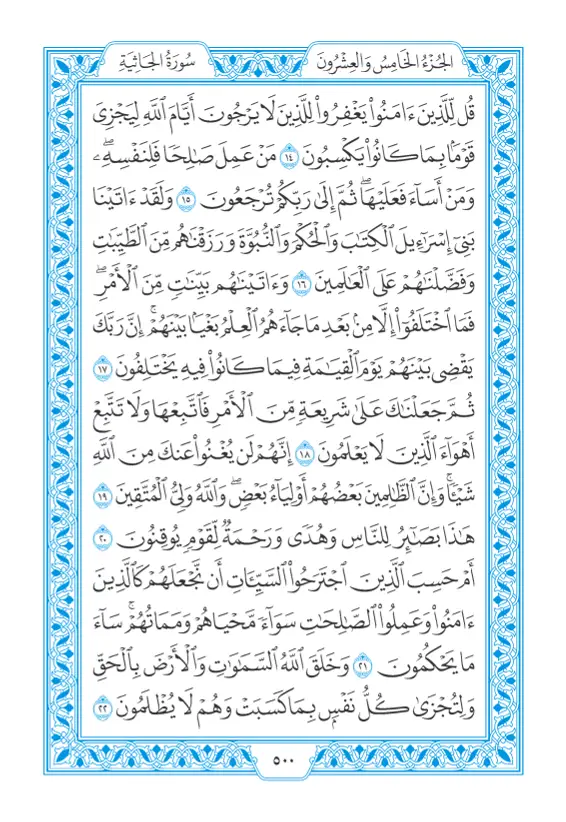 الجُزْءُ الخَامِسُ وَالعِشْرُونَ
سُورَةُ الجَاثِيَةِ
قُل لِّلَّذِينَ ءَامَنُوا۟ يَغْفِرُوا۟ لِلَّذِينَ لَا يَرْجُونَ أَيَّامَ ٱللَّهِ لِيَجْزِىَ
قَوْمًۢا بِمَا كَانُوا۟ يَكْسِبُونَ ١٤ مَنْ عَمِلَ صَـٰلِحًا فَلِنَفْسِهِۦ ۖ
وَمَنْ أَسَآءَ فَعَلَيْهَا ۖ ثُمَّ إِلَىٰ رَبِّكُمْ تُرْجَعُونَ ١٥ وَلَقَدْ ءَاتَيْنَا
بَنِىٓ إِسْرَٰٓءِيلَ ٱلْكِتَـٰبَ وَٱلْحُكْمَ وَٱلنُّبُوَّةَ وَرَزَقْنَـٰهُم مِّنَ ٱلطَّيِّبَـٰتِ
وَفَضَّلْنَـٰهُمْ عَلَى ٱلْعَـٰلَمِينَ ١٦ وَءَاتَيْنَـٰهُم بَيِّنَـٰتٍ مِّنَ ٱلْأَمْرِ ۖ
فَمَا ٱخْتَلَفُوٓا۟ إِلَّا مِنۢ بَعْدِ مَا جَآءَهُمُ ٱلْعِلْمُ بَغْيًۢا بَيْنَهُمْ ۚ إِنَّ رَبَّكَ
يَقْضِى بَيْنَهُمْ يَوْمَ ٱلْقِيَـٰمَةِ فِيمَا كَانُوا۟ فِيهِ يَخْتَلِفُونَ ١٧
ثُمَّ جَعَلْنَـٰكَ عَلَىٰ شَرِيعَةٍ مِّنَ ٱلْأَمْرِ فَٱتَّبِعْهَا وَلَا تَتَّبِعْ
أَهْوَآءَ ٱلَّذِينَ لَا يَعْلَمُونَ ١٨ إِنَّهُمْ لَن يُغْنُوا۟ عَنكَ مِنَ ٱللَّهِ
شَيْـًٔا ۚ وَإِنَّ ٱلظَّـٰلِمِينَ بَعْضُهُمْ أَوْلِيَآءُ بَعْضٍ ۖ وَٱللَّهُ وَلِىُّ ٱلْمُتَّقِينَ ١٩
هَـٰذَا بَصَـٰٓئِرُ لِلنَّاسِ وَهُدًى وَرَحْمَةٌ لِّقَوْمٍ يُوقِنُونَ ٢٠
أَمْ حَسِبَ ٱلَّذِينَ ٱجْتَرَحُوا۟ ٱلسَّيِّـَٔاتِ أَن نَّجْعَلَهُمْ كَٱلَّذِينَ
ءَامَنُوا۟ وَعَمِلُوا۟ ٱلصَّـٰلِحَـٰتِ سَوَآءً مَّحْيَاهُمْ وَمَمَاتُهُمْ ۚ سَآءَ
مَا يَحْكُمُونَ ٢١ وَخَلَقَ ٱللَّهُ ٱلسَّمَـٰوَٰتِ وَٱلْأَرْضَ بِٱلْحَقِّ
وَلِتُجْزَىٰ كُلُّ نَفْسٍۭ بِمَا كَسَبَتْ وَهُمْ لَا يُظْلَمُونَ ٢٢
٥٠٠